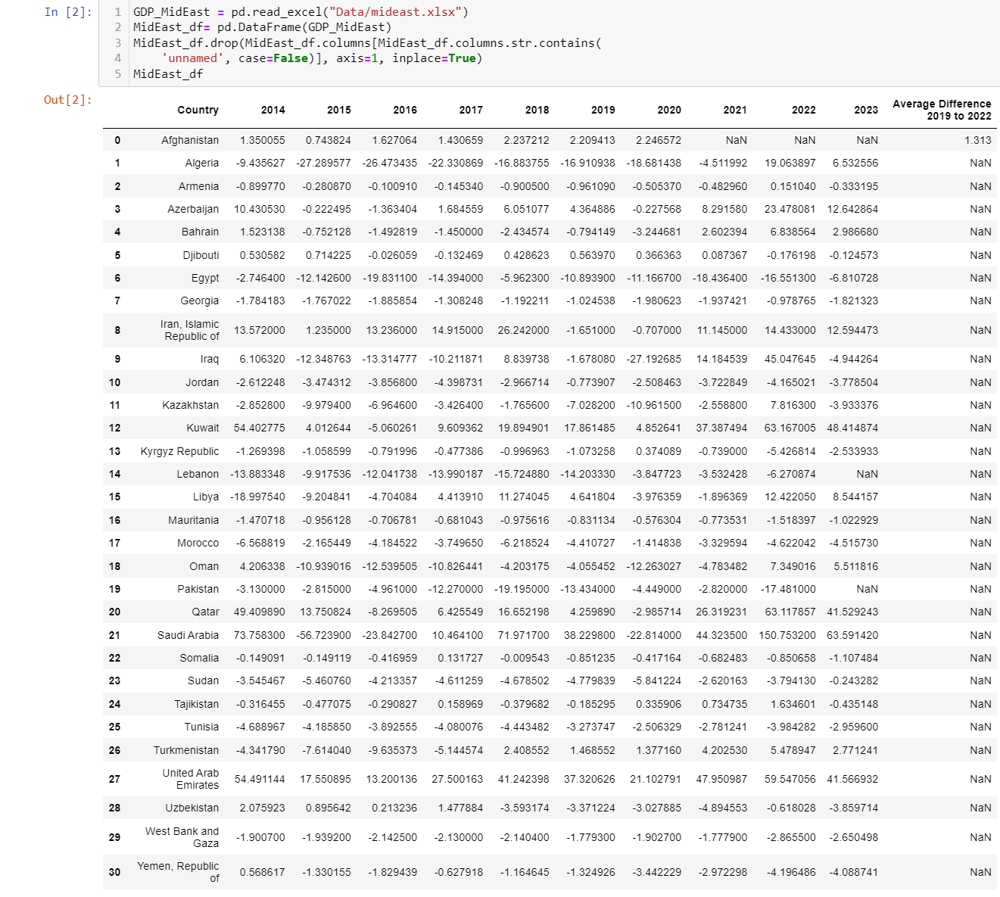 In [2]:
1 GDP_MidEast = pd.read_excel("Data/mideast.xlsx")
2 MidEast_df= pd.DataFrame(GDP_MidEast)
3 MidEast_df.drop(MidEast_df.columns[MidEast_df.columns.str.contains(
4     'unnamed', case=False)], axis=1, inplace=True)
5 MidEast_df
Out[2]:
Country 2014 2015 2016 2017 2018 2019 2020 2021 2022 2023 Average Difference
2019 to 2022
0 Afghanistan 1.350055 0.743824 1.627064 1.430659 2.237212 2.209413 2.246572 NaN NaN NaN 1.313
1 Algeria -9.435627 -27.289577 -26.473435 -22.330869 -16.883755 -16.910938 -18.681438 -4.511992 19.063897 6.532556 NaN
2 Armenia -0.899770 -0.280870 -0.100910 -0.145340 -0.900500 -0.961090 -0.505370 -0.482960 0.151040 -0.333195 NaN
3 Azerbaijan 10.430530 -0.222495 -1.363404 1.684559 6.051077 4.364886 -0.227568 8.291580 23.478081 12.642864 NaN
4 Bahrain 1.523138 -0.752128 -1.492819 -1.450000 -2.434574 -0.794149 -3.244681 2.602394 6.838564 2.986680 NaN
5 Djibouti 0.530582 0.714225 -0.026059 -0.132469 0.428623 0.563970 0.366363 0.087367 -0.176198 -0.124573 NaN
6 Egypt -2.746400 -12.142600 -19.831100 -14.394000 -5.962300 -10.893900 -11.166700 -18.436400 -16.551300 -6.810728 NaN
7 Georgia -1.784183 -1.767022 -1.885854 -1.308248 -1.192211 -1.024538 -1.980623 -1.937421 -0.978765 -1.821323 NaN
Iran, Islamic
8 Republic of 13.572000 1.235000 13.236000 14.915000 26.242000 -1.651000 -0.707000 11.145000 14.433000 12.594473 NaN
9 Iraq 6.106320 -12.348763 -13.314777 -10.211871 8.839738 -1.678080 -27.192685 14.184539 45.047645 -4.944264 NaN
10 Jordan -2.612248 -3.474312 -3.856800 -4.398731 -2.966714 -0.773907 -2.508463 -3.722849 -4.165021 -3.778504 NaN
11 Kazakhstan -2.852800 -9.979400 -6.964600 -3.426400 -1.765600 -7.028200 -10.961500 -2.558800 7.816300 -3.933376 NaN
12 Kuwait 54.402775 4.012644 -5.060261 9.609362 19.894901 17.861485 4.852641 37.387494 63.167005 48.414874 NaN
13 Kyrgyz Republic -1.269398 -1.058599 -0.791996 -0.477386 -0.996963 -1.073258 0.374089 -0.739000 -5.426814 -2.533933 NaN
14 Lebanon -13.883348 -9.917536 -12.041738 -13.990187 -15.724880 -14.203330 -3.847723 -3.532428 -6.270874 NaN NaN
15 Libya -18.997540 -9.204841 -4.704084 4.413910 11.274045 4.641804 -3.976359 -1.896369 12.422050 8.544157 NaN
16 Mauritania -1.470718 -0.956128 -0.706781 -0.681043 -0.975616 -0.831134 -0.576304 -0.773531 -1.518397 -1.022929 NaN
17 Morocco -6.568819 -2.165449 -4.184522 -3.749650 -6.218524 -4.410727 -1.414838 -3.329594 -4.622042 -4.515730 NaN
18 Oman 4.206338 -10.939016 -12.539505 -10.826441 -4.203175 -4.055452 -12.263027 -4.783482 7.349016 5.511816 NaN
19 Pakistan -3.130000 -2.815000 -4.961000 -12.270000 -19.195000 -13.434000 -4.449000 -2.820000 -17.481000 NaN NaN
20 Qatar 49.409890 13.750824 -8.269505 6.425549 16.652198 4.259890 -2.985714 26.319231 63.117857 41.529243 NaN
21 Saudi Arabia 73.758300 -56.723900 -23.842700 10.464100 71.971700 38.229800 -22.814000 44.323500 150.753200 63.591420 NaN
22 Somalia -0.149091 -0.149119 -0.416959 0.131727 -0.009543 -0.851235 -0.417164 -0.682483 -0.850658 -1.107484 NaN
23 Sudan -3.545467 -5.460760 -4.213357 -4.611259 -4.678502 -4.779839 -5.841224 -2.620163 -3.794130 -0.243282 NaN
24 Tajikistan -0.316455 -0.477075 -0.290827 0.158969 -0.379682 -0.185295 0.335906 0.734735 1.634601 -0.435148 NaN
25 Tunisia -4.688967 -4.185850 -3.892555 -4.080076 -4.443482 -3.273747 -2.506329 -2.781241 -3.984282 -2.959600 NaN
26 Turkmenistan -4.341790 -7.614040 -9.635373 -5.144574 2.408552 1.468552 1.377160 4.202530 5.478947 2.771241 NaN
United Arab
27 Emirates 54.491144 17.550895 13.200136 27.500163 41.242398 37.320626 21.102791 47.950987 59.547056 41.566932 NaN
28 Uzbekistan 2.075923 0.895642 0.213236 1.477884 -3.593174 -3.371224 -3.027885 -4.894553 -0.618028 -3.859714 NaN
West Bank and
29 Gaza -1.900700 -1.939200 -2.142500 -2.130000 -2.140400 -1.779300 -1.902700 -1.777900 -2.865500 -2.650498 NaN
Yemen, Republic
30 of 0.568617 -1.330155 -1.829439 -0.627918 -1.164645 -1.324926 -3.442229 -2.972298 -4.196486 -4.088741 NaN